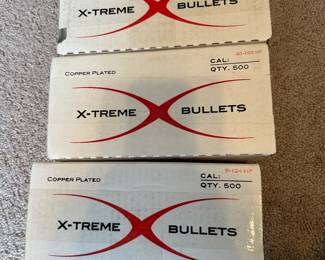 X-TREME BULLETS
COPPER PLATED
CAL:
QTY. 500
X-TREME BULLETS
COPPER PLATED
CAL:
QTY. 500
X-TREME BULLETS